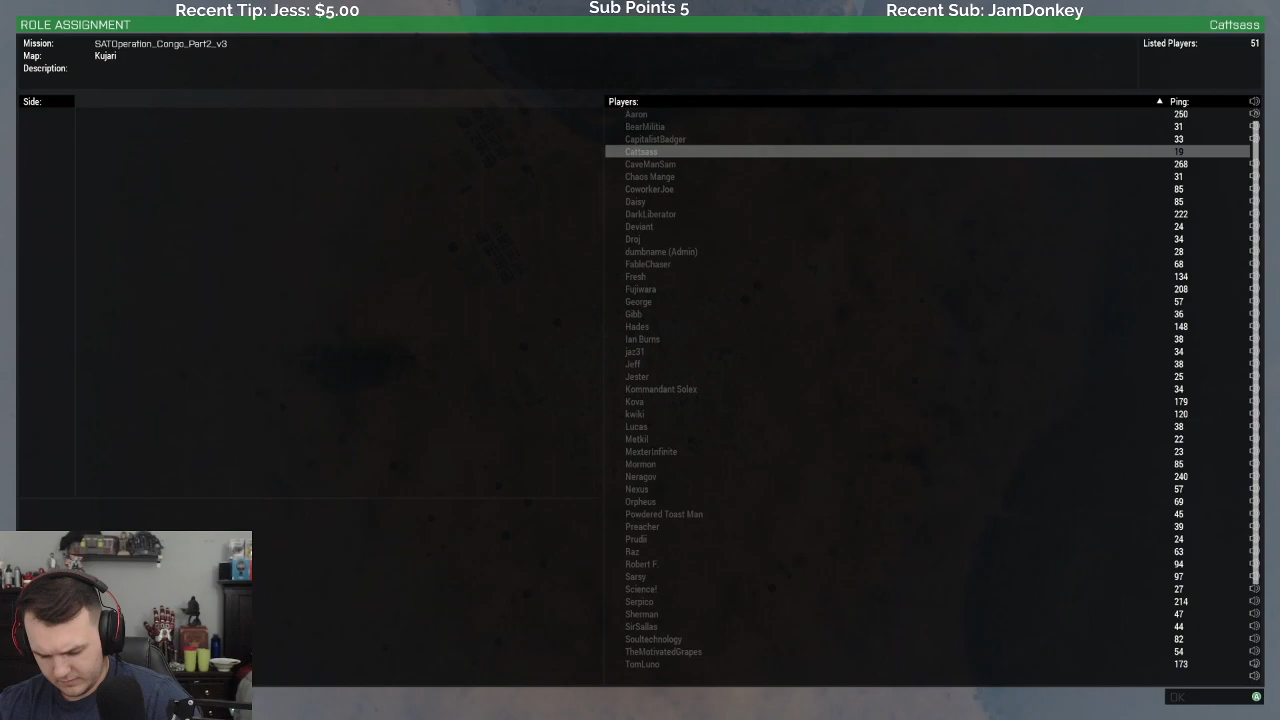 Recent Tip: Jess: $5.00 Sub Points 5 Recent Sub: JamDonkey
ROLE ASSIGNMENT Cattsass
Mission: SATOperation_Congo_Part2_v3 Listed Players: 51
Map: Kujari
Description:
Side: Players: Ping:
Aaron 250
BearMilitia 31
CapitalistBadger 33
Cattsass 19
CaveManSam 268
Chaos Mange 31
CoworkerJoe 85
Daisy 85
DarkLiberator 222
Deviant 24
Droj 34
dumbname (Admin) 28
FableChaser 68
Fresh 134
Fujiwara 208
George 57
Gibb 36
Hades 148
Ian Burns 38
jaz31 34
Jeff 38
Jester 25
Kommandant Solex 34
Kova 179
kwiki 120
Lucas 38
Metkil 22
MexterInfinite 23
Mormon 85
Neragov 240
Nexus 57
Orpheus 69
Powdered Toast Man 45
Preacher 39
Prudii 24
Raz 63
Robert F. 94
Sarsy 97
Science! 27
Serpico 214
Sherman 47
SirSallas 44
Soultechnology 82
TheMotivatedGrapes 54
TomLuno 173
OK A